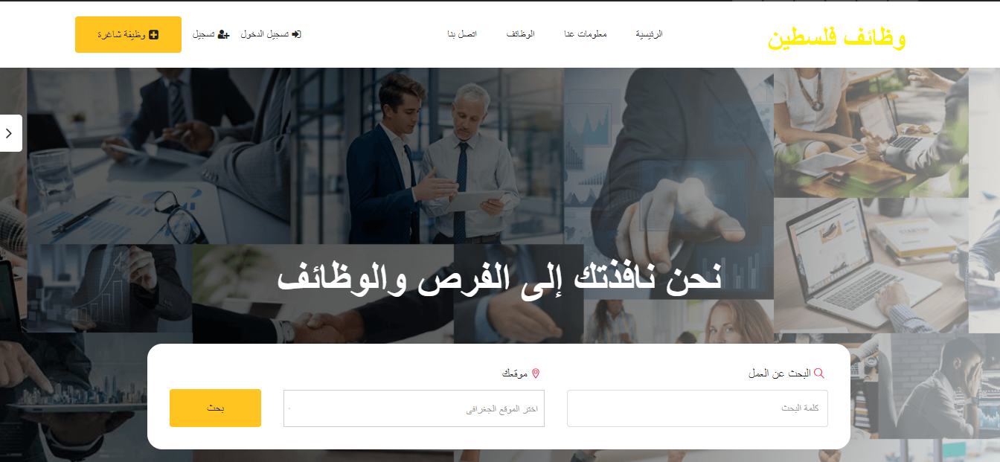 وظائف فلسطين
الرئيسية
معلومات عنا
الوظائف
اتصل بنا
تسجيل الدخول
تسجيل
وظيفة شاغرة
نحن نافذتك إلى الفرص والوظائف
البحث عن العمل
موقعك
كلمة البحث
اختر الموقع الجغرافى
بحث